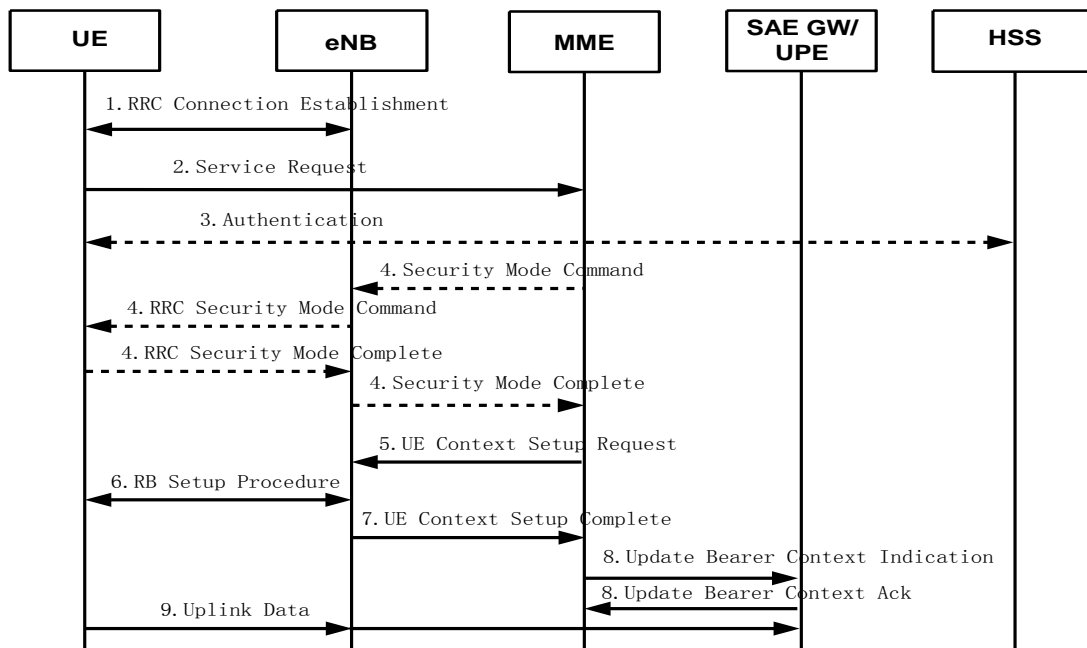 UE
eNB
MME
SAE GW/
UPE
HSS
1. RRC Connection Establishment
2. Service Request
3. Authentication
4. Security Mode Command
4. RRC Security Mode Command
4. RRC Security Mode Complete
4. Security Mode Complete
5. UE Context Setup Request
6. RB Setup Procedure
7. UE Context Setup Complete
8. Update Bearer Context Indication
8. Update Bearer Context Ack
9. Uplink Data